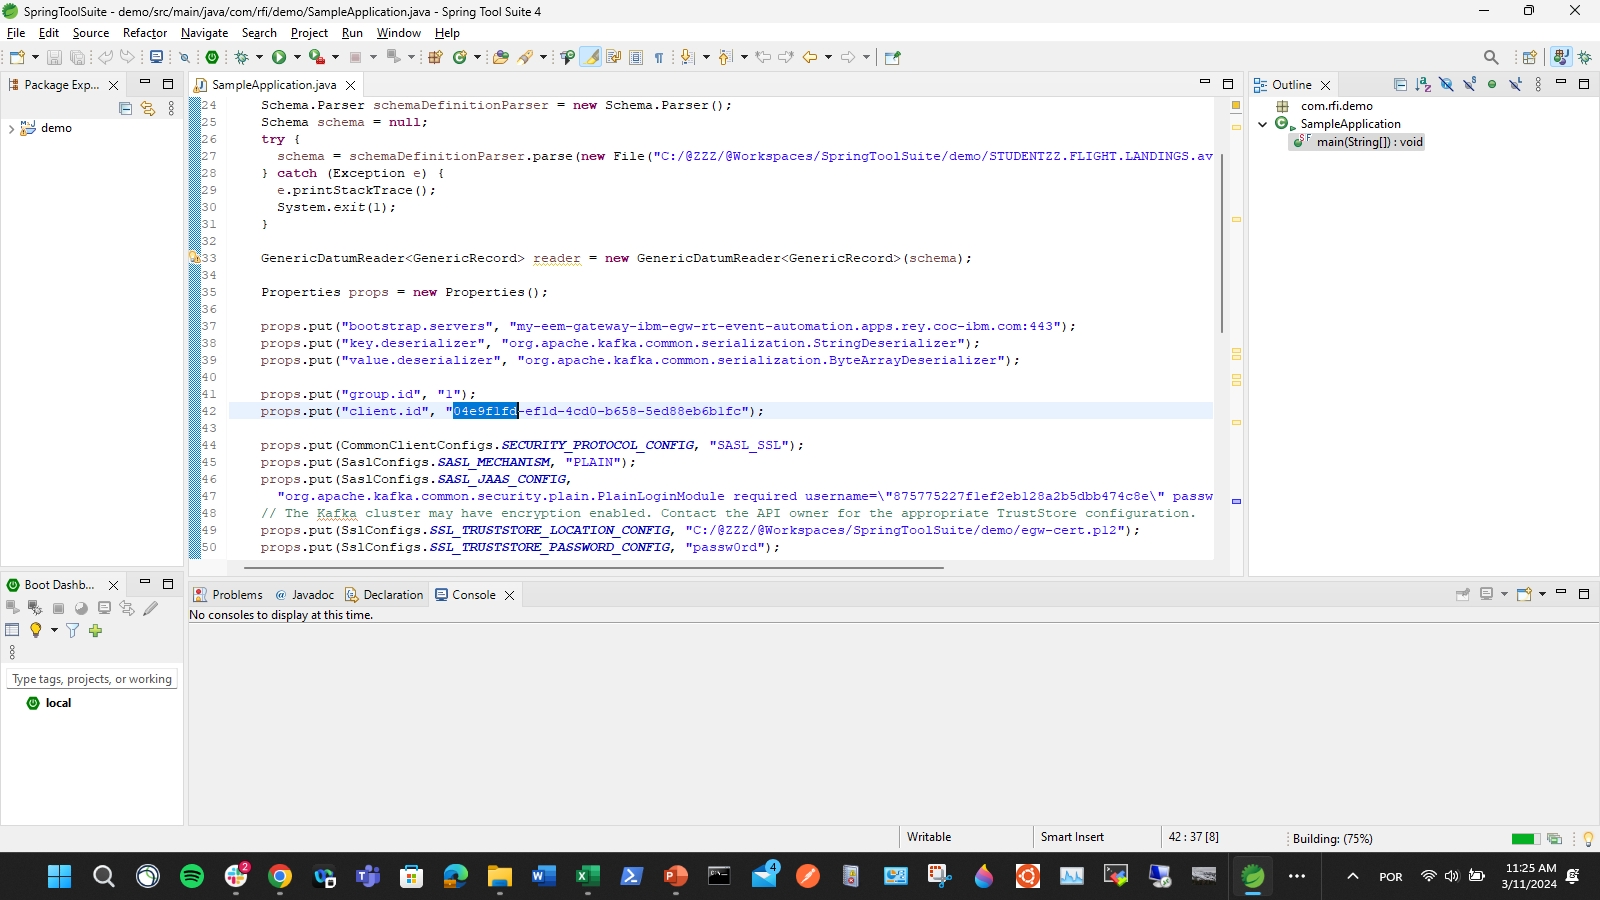 SpringToolSuite - demo/src/main/java/com/rfi/demo/SampleApplication.java - Spring Tool Suite 4
File Edit Source Refactor Navigate Search Project Run Window Help
Package Exp...
demo
SampleApplication.java
24 Schema.Parser schemaDefinitionParser = new Schema.Parser();
25 Schema schema = null;
26 try {
27 schema = schemaDefinitionParser.parse(new File("C:/@ZZZ/@Workspaces/SpringToolSuite/demo/STUDENTZZ.FLIGHT.LANDINGS.av
28 } catch (Exception e) {
29 e.printStackTrace();
30 System.exit(1);
31 }
32
33 GenericDatumReader<GenericRecord> reader = new GenericDatumReader<GenericRecord>(schema);
34
35 Properties props = new Properties();
36
37 props.put("bootstrap.servers", "my-eem-gateway-ibm-egw-rt-event-automation.apps.rey.coc-ibm.com:443");
38 props.put("key.deserializer", "org.apache.kafka.common.serialization.StringDeserializer");
39 props.put("value.deserializer", "org.apache.kafka.common.serialization.ByteArrayDeserializer");
40
41 props.put("group.id", "1");
42 props.put("client.id", "04e9f1fd-ef1d-4cd0-b658-5ed88eb6b1fc");
43
44 props.put(CommonClientConfigs.SECURITY_PROTOCOL_CONFIG, "SASL_SSL");
45 props.put(SaslConfigs.SASL_MECHANISM, "PLAIN");
46 props.put(SaslConfigs.SASL_JAAS_CONFIG,
47 "org.apache.kafka.common.security.plain.PlainLoginModule required username=\"875775227f1ef2eb128a2b5dbb474c8e\" passw
48 // The Kafka cluster may have encryption enabled. Contact the API owner for the appropriate TrustStore configuration.
49 props.put(SslConfigs.SSL_TRUSTSTORE_LOCATION_CONFIG, "C:/@ZZZ/@Workspaces/SpringToolSuite/demo/egw-cert.p12");
50 props.put(SslConfigs.SSL_TRUSTSTORE_PASSWORD_CONFIG, "passw0rd");
Outline
com.rfi.demo
SampleApplication
main(String[]) : void
Boot Dashb...
Type tags, projects, or working
local
Problems Javadoc Declaration Console
No consoles to display at this time.
Writable Smart Insert 42 : 37 [8] Building: (75%)
2
4
POR
11:25 AM
3/11/2024